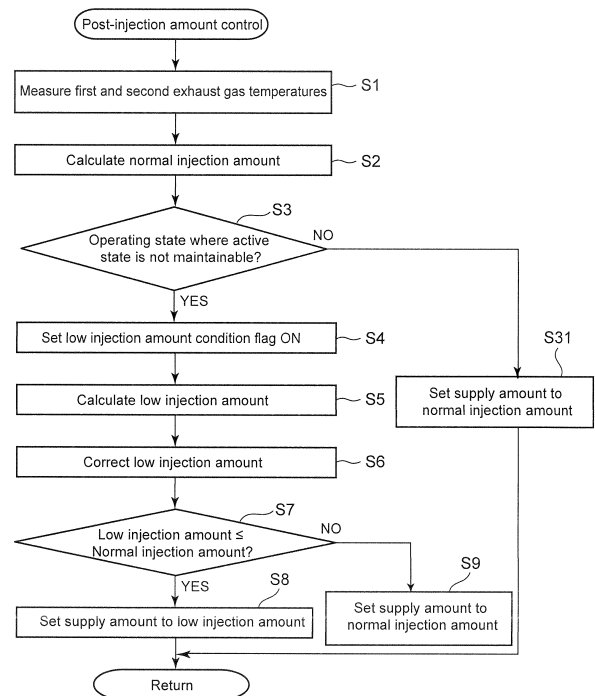 Post-injection amount control
Measure first and second exhaust gas temperatures
S1
Calculate normal injection amount
S2
S3
Operating state where active
state is not maintainable?
NO
YES
Set low injection amount condition flag ON
S4
S31
Set supply amount to
normal injection amount
Calculate low injection amount
S5
Correct low injection amount
S6
S7
Low injection amount ≤
Normal injection amount?
NO
YES
S8
S9
Set supply amount to low injection amount
Set supply amount to
normal injection amount
Return